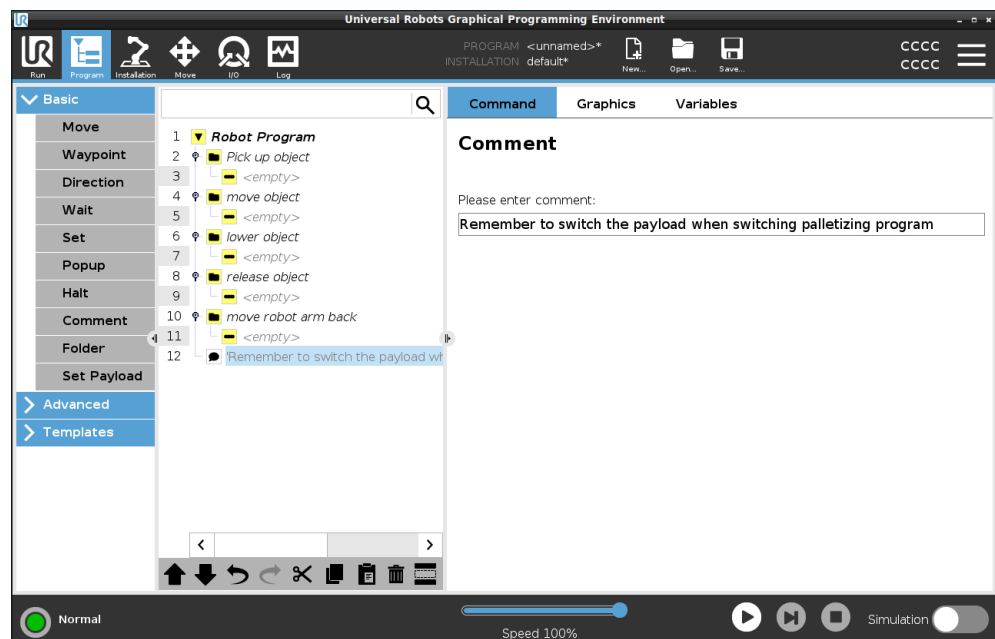 Universal Robots Graphical Programming Environment
PROGRAM <unnamed>*
INSTALLATION default*
Run
Program
Installation
Move
I/O
Log
New...
Open...
Save...
CCCC
CCCC
Basic
Move
Waypoint
Direction
Wait
Set
Popup
Halt
Comment
Folder
Set Payload
Advanced
Templates
1 Robot Program
2 Pick up object
3 <empty>
4 move object
5 <empty>
6 lower object
7 <empty>
8 release object
9 <empty>
10 move robot arm back
11 <empty>
12 'Remember to switch the payload wh
Command Graphics Variables
Comment
Please enter comment:
Remember to switch the payload when switching palletizing program
Normal
Speed 100%
Simulation